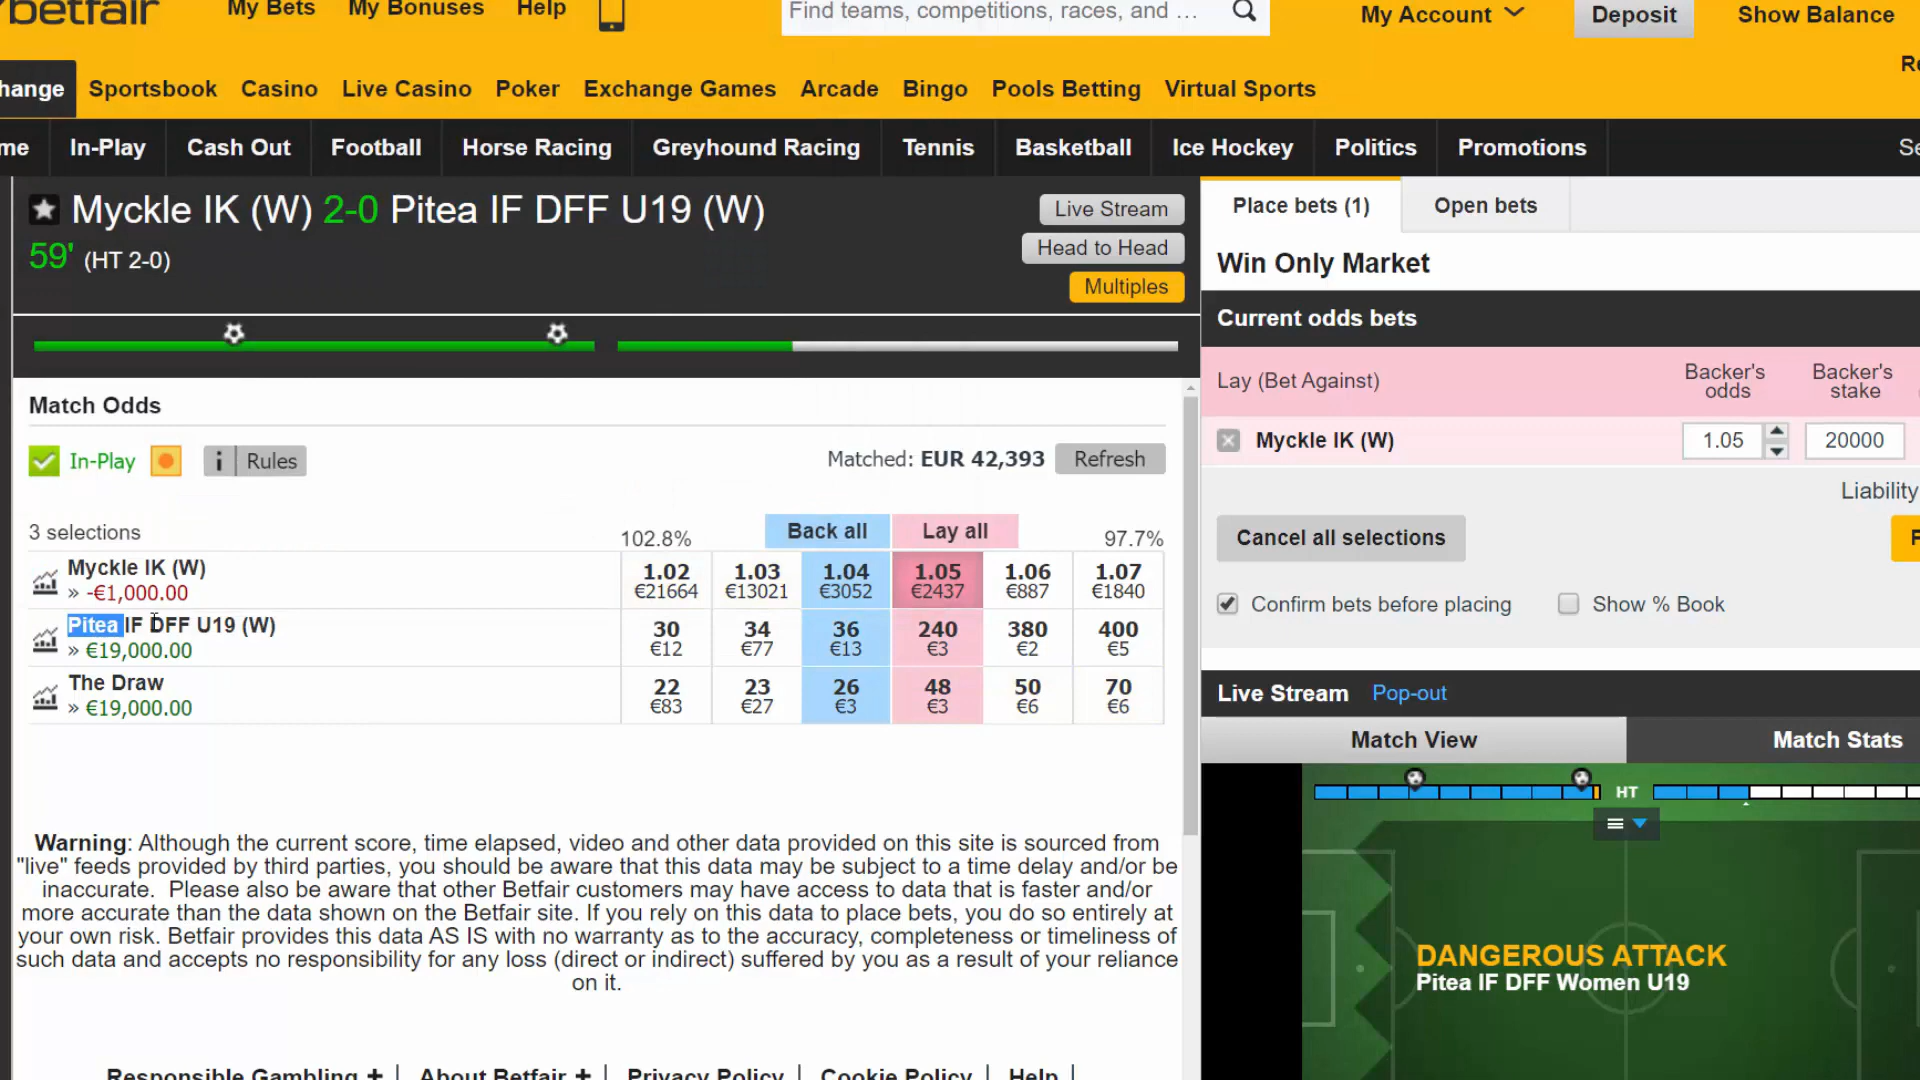 betfair My Bets My Bonuses Help Find teams, competitions, races, and ... My Account Deposit Show Balance
Sportsbook Casino Live Casino Poker Exchange Games Arcade Bingo Pools Betting Virtual Sports
In-Play Cash Out Football Horse Racing Greyhound Racing Tennis Basketball Ice Hockey Politics Promotions
Myckle IK (W) 2-0 Pitea IF DFF U19 (W)
59' (HT 2-0)
Live Stream
Head to Head
Multiples
Match Odds
In-Play i Rules Matched: EUR 42,393 Refresh
3 selections 102.8% Back all Lay all 97.7%
Myckle IK (W) 1.02 1.03 1.04 1.05 1.06 1.07
» -€1,000.00 €21664 €13021 €3052 €2437 €887 €1840
Pitea IF DFF U19 (W) 30 34 36 240 380 400
» €19,000.00 €12 €77 €13 €3 €2 €5
The Draw 22 23 26 48 50 70
» €19,000.00 €83 €27 €3 €3 €6 €6
Warning: Although the current score, time elapsed, video and other data provided on this site is sourced from
"live" feeds provided by third parties, you should be aware that this data may be subject to a time delay and/or be
inaccurate. Please also be aware that other Betfair customers may have access to data that is faster and/or
more accurate than the data shown on the Betfair site. If you rely on this data to place bets, you do so entirely at
your own risk. Betfair provides this data AS IS with no warranty as to the accuracy, completeness or timeliness of
such data and accepts no responsibility for any loss (direct or indirect) suffered by you as a result of your reliance
on it.
Responsible Gambling + | About Betfair + | Privacy Policy | Cookie Policy | Help |
Place bets (1) Open bets
Win Only Market
Current odds bets
Lay (Bet Against) Backer's odds Backer's stake
Myckle IK (W) 1.05 20000
Liability
Cancel all selections
Confirm bets before placing Show % Book
Live Stream Pop-out
Match View Match Stats
HT
DANGEROUS ATTACK
Pitea IF DFF Women U19